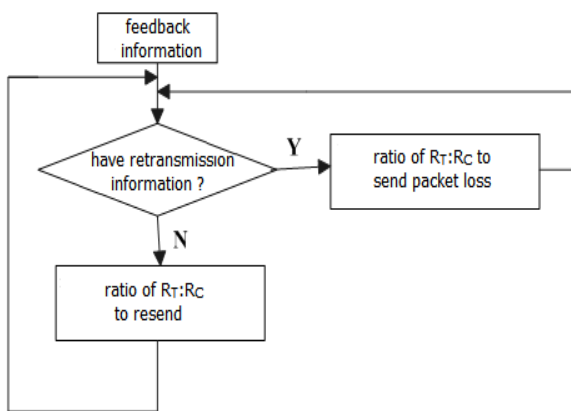 feedback
information
have retransmission
information ?
Y
ratio of RT:RC to
send packet loss
N
ratio of RT:RC
to resend